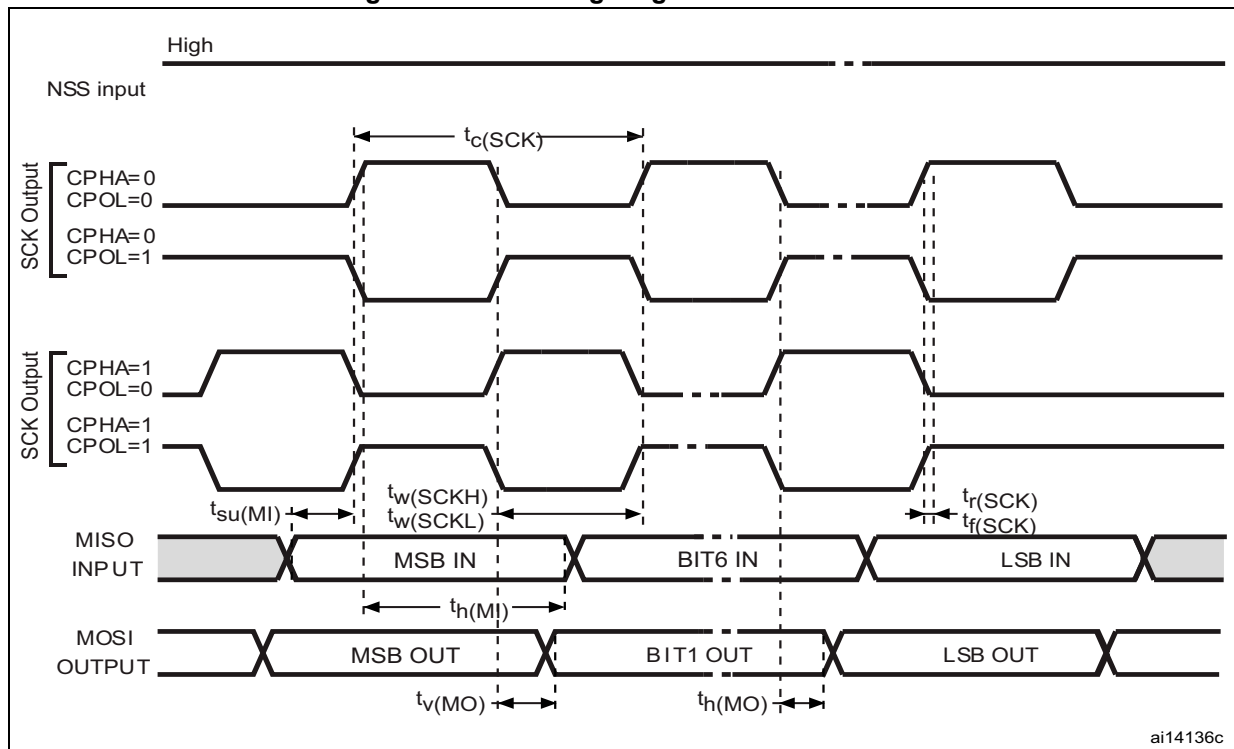 High
NSS input
tc(SCK)
SCK Output
CPHA=0
CPOL=0
CPHA=0
CPOL=1
SCK Output
CPHA=1
CPOL=0
CPHA=1
CPOL=1
tsu(MI)
tw(SCKH)
tw(SCKL)
tr(SCK)
tf(SCK)
MISO
INPUT
MSB IN
BIT6 IN
LSB IN
th(MI)
MOSI
OUTPUT
MSB OUT
BIT1 OUT
LSB OUT
tv(MO)
th(MO)
ai14136c